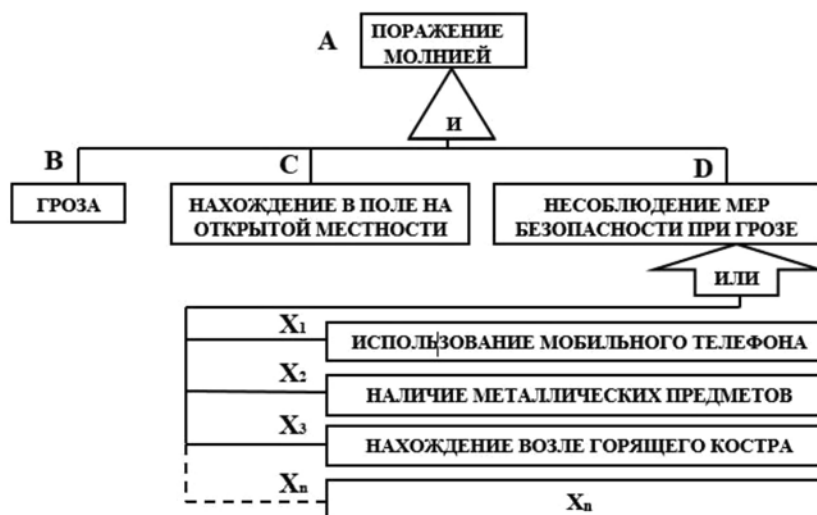 A
ПОРАЖЕНИЕ
МОЛНИЕЙ
И
B
C
D
ГРОЗА
НАХОЖДЕНИЕ В ПОЛЕ НА
ОТКРЫТОЙ МЕСТНОСТИ
НЕСОБЛЮДЕНИЕ МЕР
БЕЗОПАСНОСТИ ПРИ ГРОЗЕ
ИЛИ
X1
ИСПОЛЬЗОВАНИЕ МОБИЛЬНОГО ТЕЛЕФОНА
X2
НАЛИЧИЕ МЕТАЛЛИЧЕСКИХ ПРЕДМЕТОВ
X3
НАХОЖДЕНИЕ ВОЗЛЕ ГОРЯЩЕГО КОСТРА
Xn
Xn